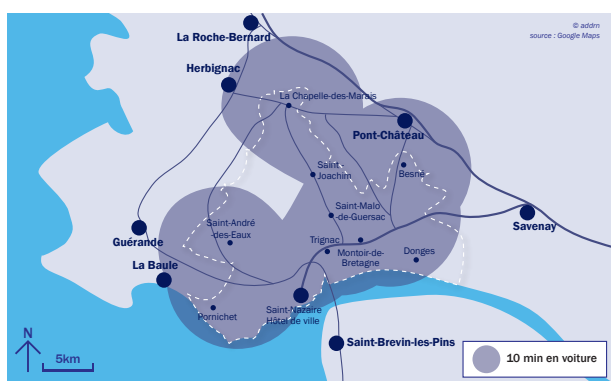 © addrn
source : Google Maps
La Roche-Bernard
Herbignac
La Chapelle-des-Marais
Pont-Château
Saint-
Joachim
Besné
Saint-Malo
-de-Guersac
Saint-André
-des-Eaux
Savenay
Guérande
Trignac
Montoir-de-
Bretagne
Donges
La Baule
Pornichet
Saint-Nazaire
Hôtel de ville
Saint-Brevin-les-Pins
N
5km
10 min en voiture